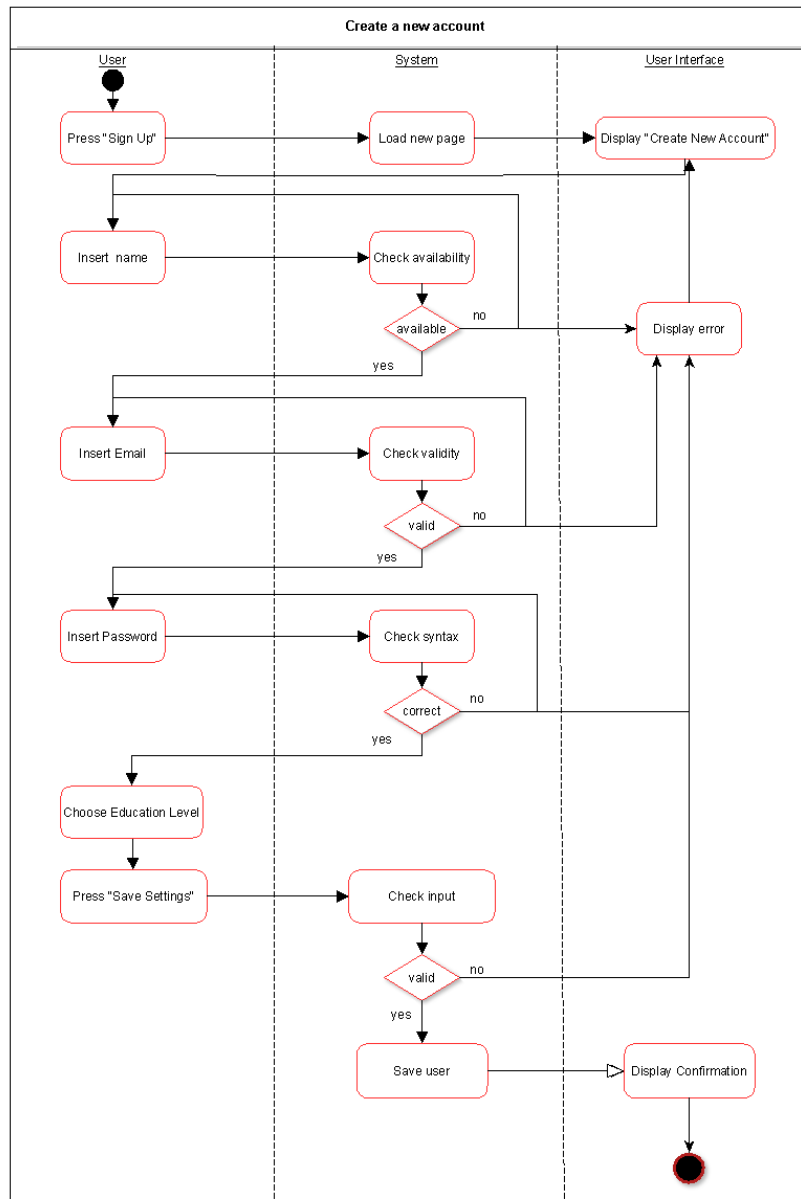 Create a new account
User
System
User Interface
Press "Sign Up"
Load new page
Display "Create New Account"
Insert name
Check availability
available
no
Display error
yes
Insert Email
Check validity
valid
no
yes
Insert Password
Check syntax
correct
no
yes
Choose Education Level
Press "Save Settings"
Check input
valid
no
yes
Save user
Display Confirmation